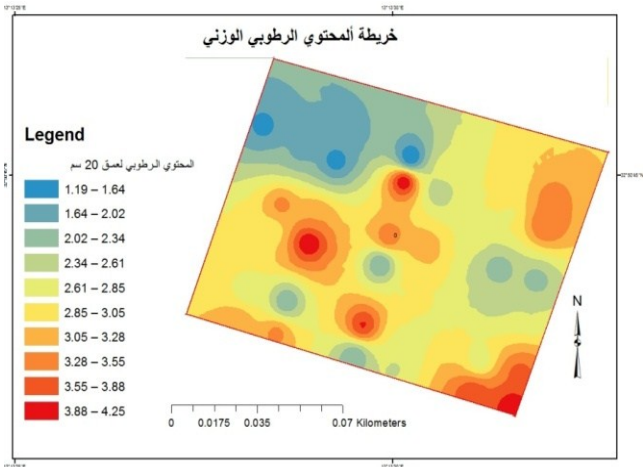 خريطة ألمحتوي الرطوبي الوزني
Legend
المحتوي الرطوبي لعمق 20 سم
1.19 – 1.64
1.64 – 2.02
2.02 – 2.34
2.34 – 2.61
2.61 – 2.85
2.85 – 3.05
3.05 – 3.28
3.28 – 3.55
3.55 – 3.88
3.88 – 4.25
N
0 0.0175 0.035 0.07 Kilometers